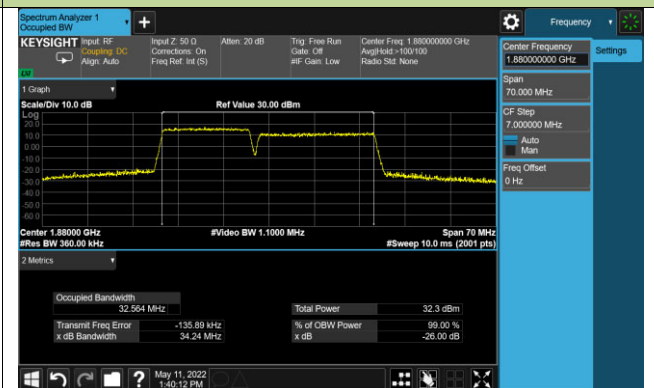 Spectrum Analyzer 1
Occupied BW
Frequency
KEYSIGHT
Input: RF
Coupling: DC
Align: Auto
Input Z: 50 Ω
Corrections: On
Freq Ref: Int (S)
Atten: 20 dB
Trig: Free Run
Gate: Off
#IF Gain: Low
Center Freq: 1.880000000 GHz
Avg|Hold:>100/100
Radio Std: None
Center Frequency
1.880000000 GHz
Settings
Span
70.000 MHz
CF Step
7.000000 MHz
Auto
Man
Freq Offset
0 Hz
1 Graph
Scale/Div 10.0 dB
Ref Value 30.00 dBm
Log
20.0
10.0
0.00
-10.0
-20.0
-30.0
-40.0
-50.0
-60.0
Center 1.88000 GHz
#Video BW 1.1000 MHz
Span 70 MHz
#Res BW 360.00 kHz
#Sweep 10.0 ms (2001 pts)
2 Metrics
Occupied Bandwidth
32.564 MHz
Total Power 32.3 dBm
Transmit Freq Error -135.89 kHz
% of OBW Power 99.00 %
x dB Bandwidth 34.24 MHz
x dB -26.00 dB
?
May 11, 2022
1:40:12 PM